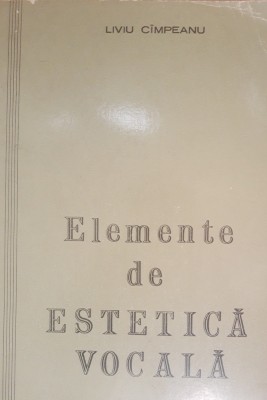 LIVIU CÎMPEANU
Elemente
de
ESTETICĂ
VOCALĂ